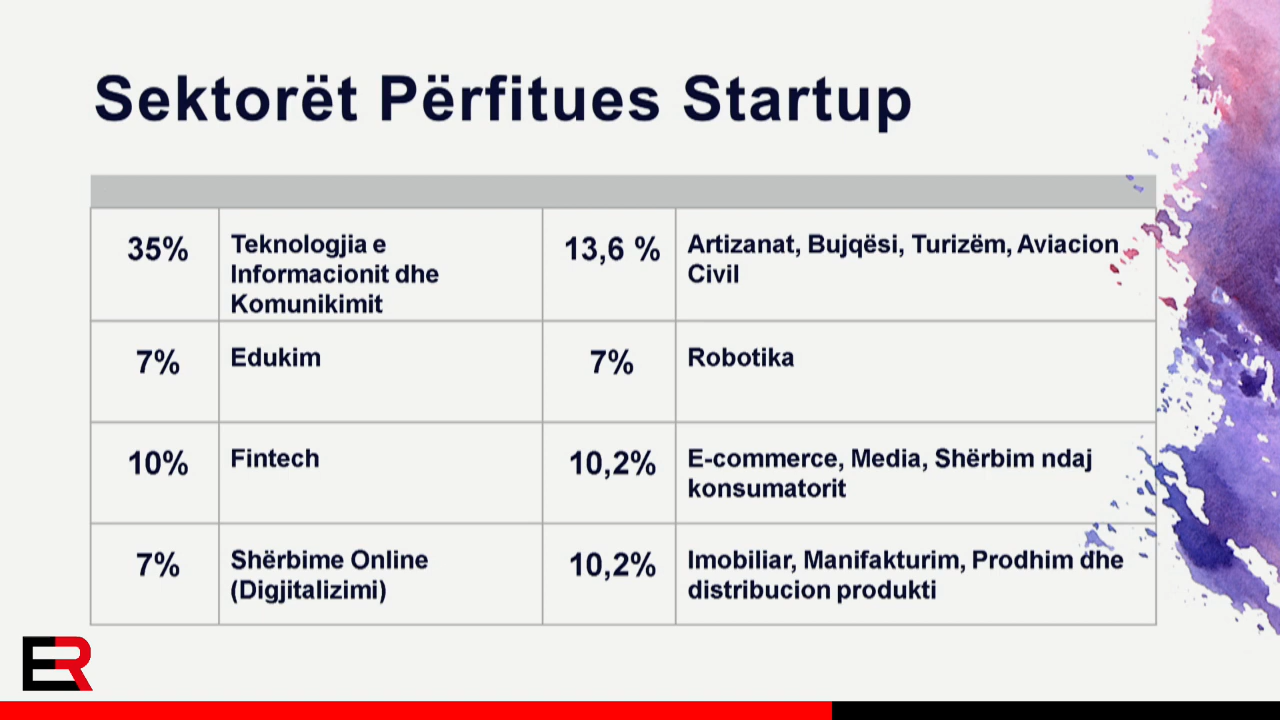 Sektorët Përfitues Startup
35%
Teknologjia e
Informacionit dhe
Komunikimit
13,6 %
Artizanat, Bujqësi, Turizëm, Aviacion
Civil
7%
Edukim
7%
Robotika
10%
Fintech
10,2%
E-commerce, Media, Shërbim ndaj
konsumatorit
7%
Shërbime Online
(Digjitalizimi)
10,2%
Imobiliar, Manifakturim, Prodhim dhe
distribucion produkti
ER